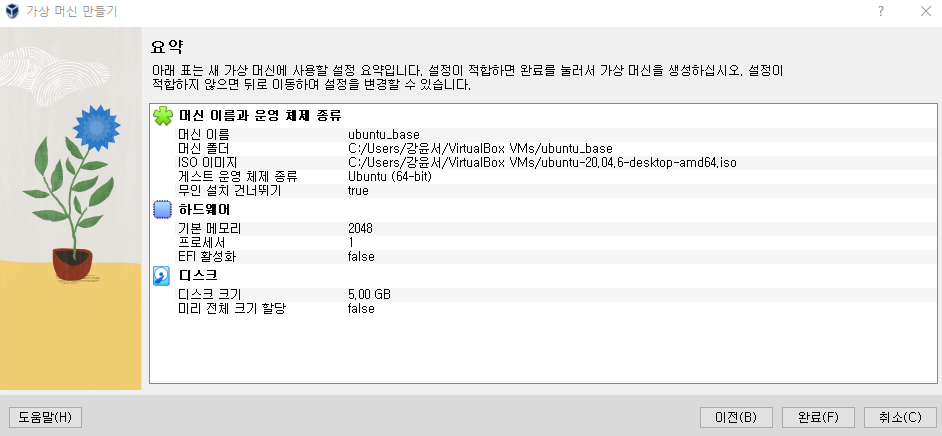 가상 머신 만들기
?
요약
아래 표는 새 가상 머신에 사용할 설정 요약입니다. 설정이 적합하면 완료를 눌러서 가상 머신을 생성하십시오. 설정이
적합하지 않으면 뒤로 이동하여 설정을 변경할 수 있습니다.
머신 이름과 운영 체제 종류
머신 이름 ubuntu_base
머신 폴더 C:/Users/강윤서/VirtualBox VMs/ubuntu_base
ISO 이미지 C:/Users/강윤서/VirtualBox VMs/ubuntu-20.04.6-desktop-amd64.iso
게스트 운영 체제 종류 Ubuntu (64-bit)
무인 설치 건너뛰기 true
하드웨어
기본 메모리 2048
프로세서 1
EFI 활성화 false
디스크
디스크 크기 5.00 GB
미리 전체 크기 할당 false
도움말(H) 이전(B) 완료(F) 취소(C)